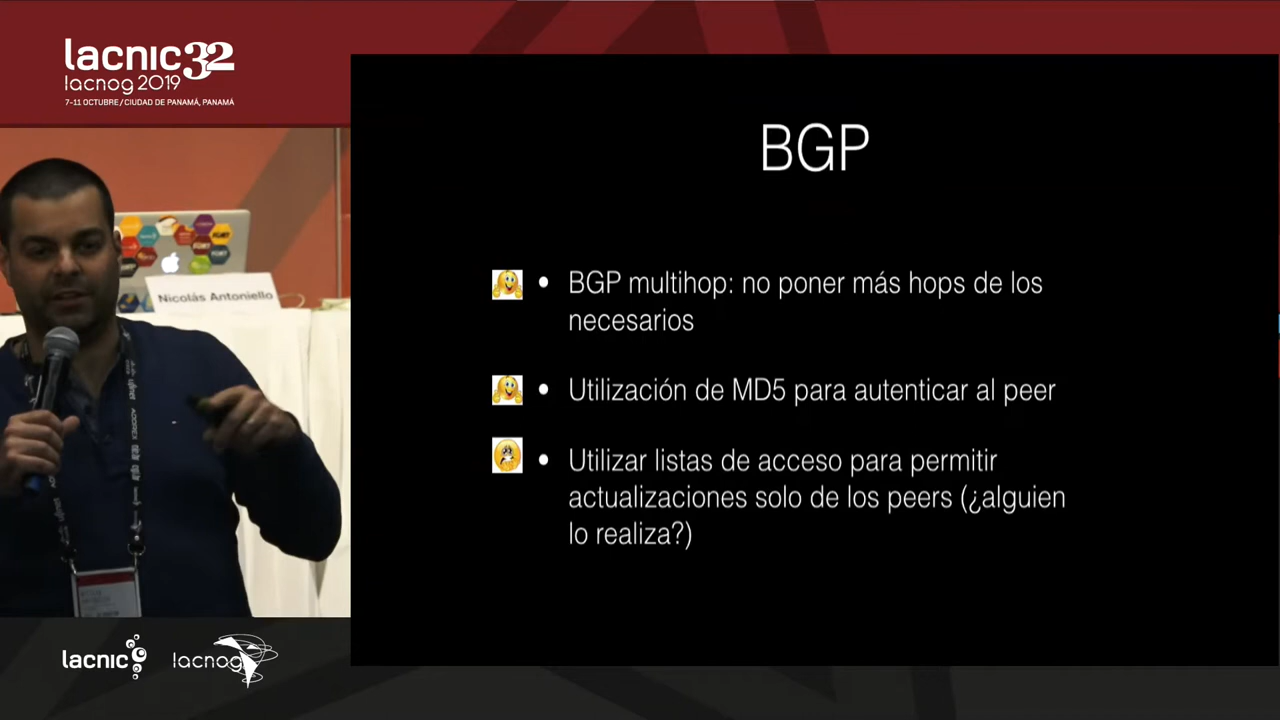 lacnic32
lacnog 2019
7-11 OCTUBRE / CIUDAD DE PANAMÁ, PANAMÁ
BGP
• BGP multihop: no poner más hops de los
necesarios
• Utilización de MD5 para autenticar al peer
• Utilizar listas de acceso para permitir
actualizaciones solo de los peers (¿alguien
lo realiza?)
Nicolás Antoniello
lacnic
lacnog